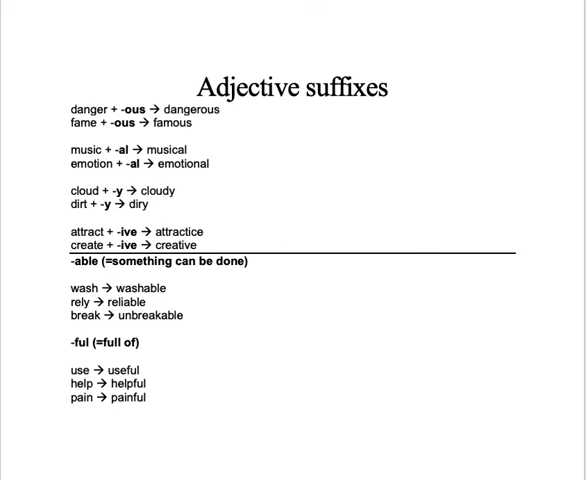 Adjective suffixes
danger + -ous → dangerous
fame + -ous → famous
music + -al → musical
emotion + -al → emotional
cloud + -y → cloudy
dirt + -y → diry
attract + -ive → attractice
create + -ive → creative
-able (=something can be done)
wash → washable
rely → reliable
break → unbreakable
-ful (=full of)
use → useful
help → helpful
pain → painful